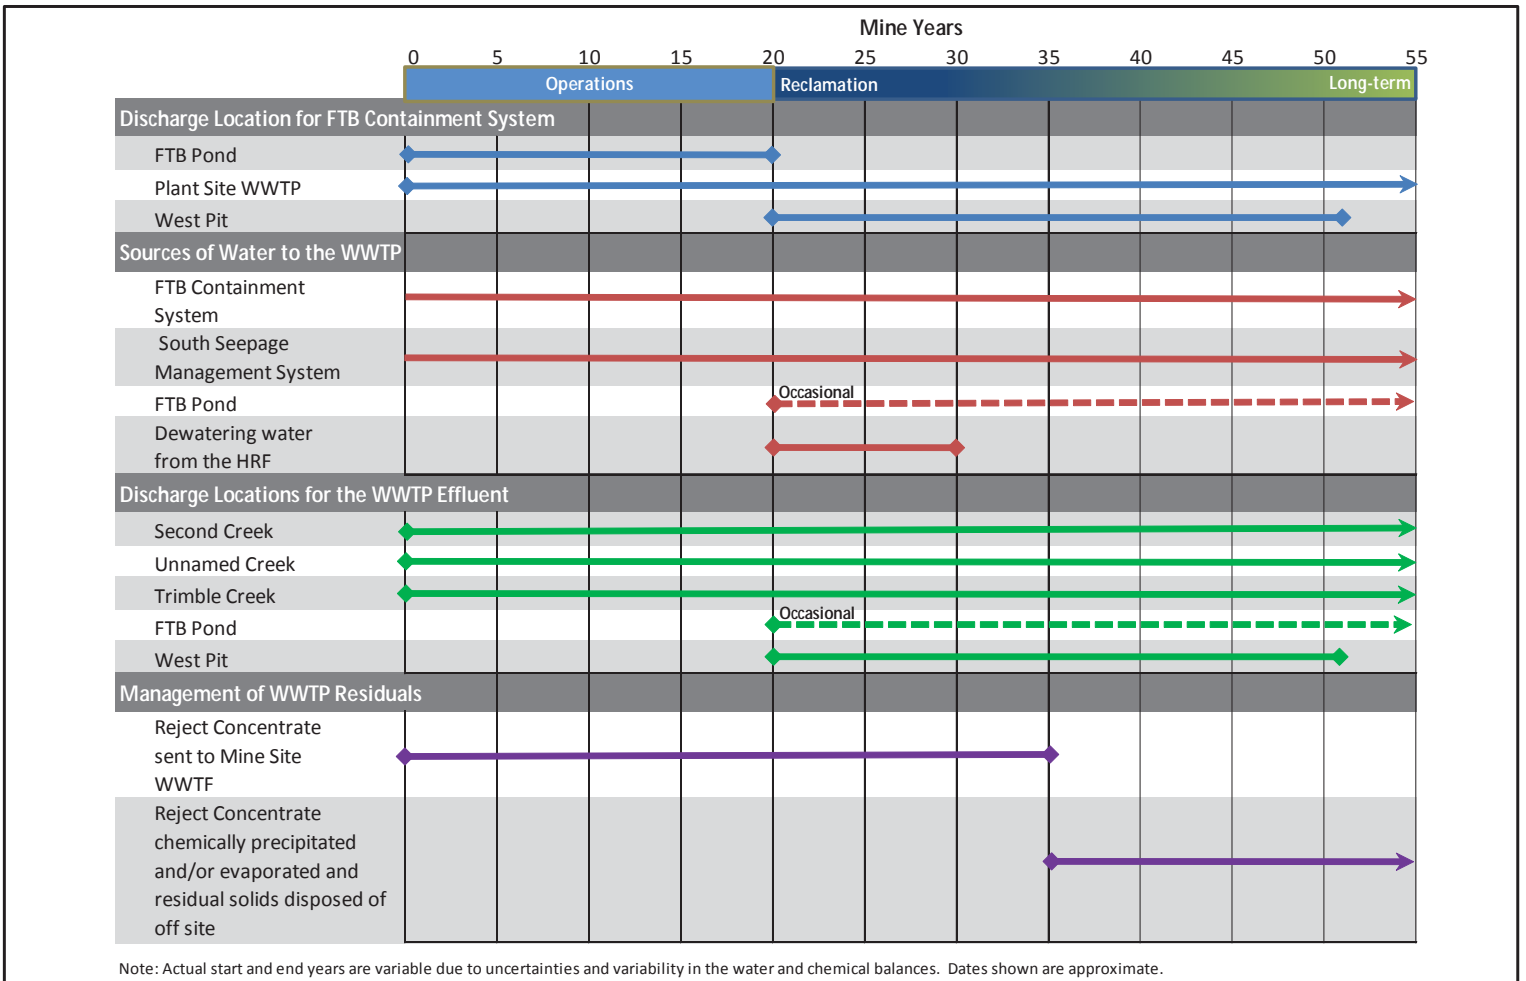 Mine Years
0 5 10 15 20 25 30 35 40 45 50 55
Operations Reclamation Long-term
Discharge Location for FTB Containment System
FTB Pond
Plant Site WWTP
West Pit
Sources of Water to the WWTP
FTB Containment
System
South Seepage
Management System
Occasional
FTB Pond
Dewatering water
from the HRF
Discharge Locations for the WWTP Effluent
Second Creek
Unnamed Creek
Trimble Creek
Occasional
FTB Pond
West Pit
Management of WWTP Residuals
Reject Concentrate
sent to Mine Site
WWTF
Reject Concentrate
chemically precipitated
and/or evaporated and
residual solids disposed of
off site
Note: Actual start and end years are variable due to uncertainties and variability in the water and chemical balances. Dates shown are approximate.